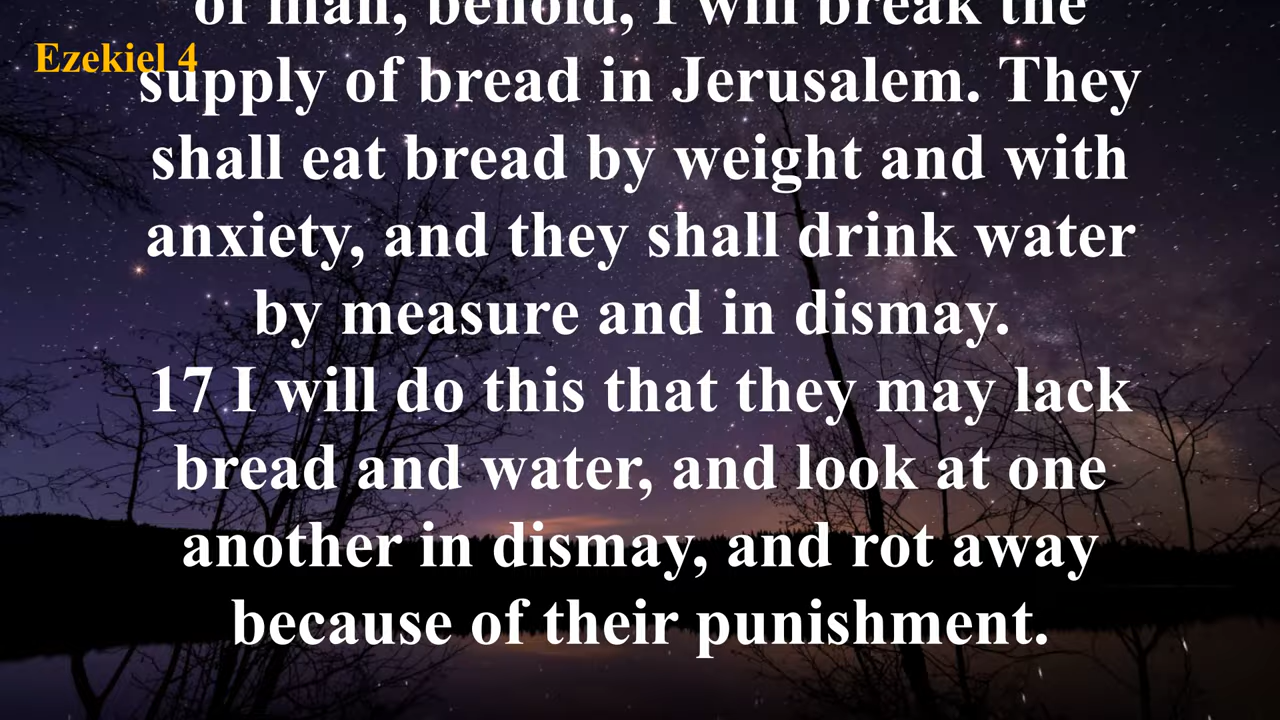 of man, behold, I will break the
Ezekiel 4
supply of bread in Jerusalem. They
shall eat bread by weight and with
anxiety, and they shall drink water
by measure and in dismay.
17 I will do this that they may lack
bread and water, and look at one
another in dismay, and rot away
because of their punishment.